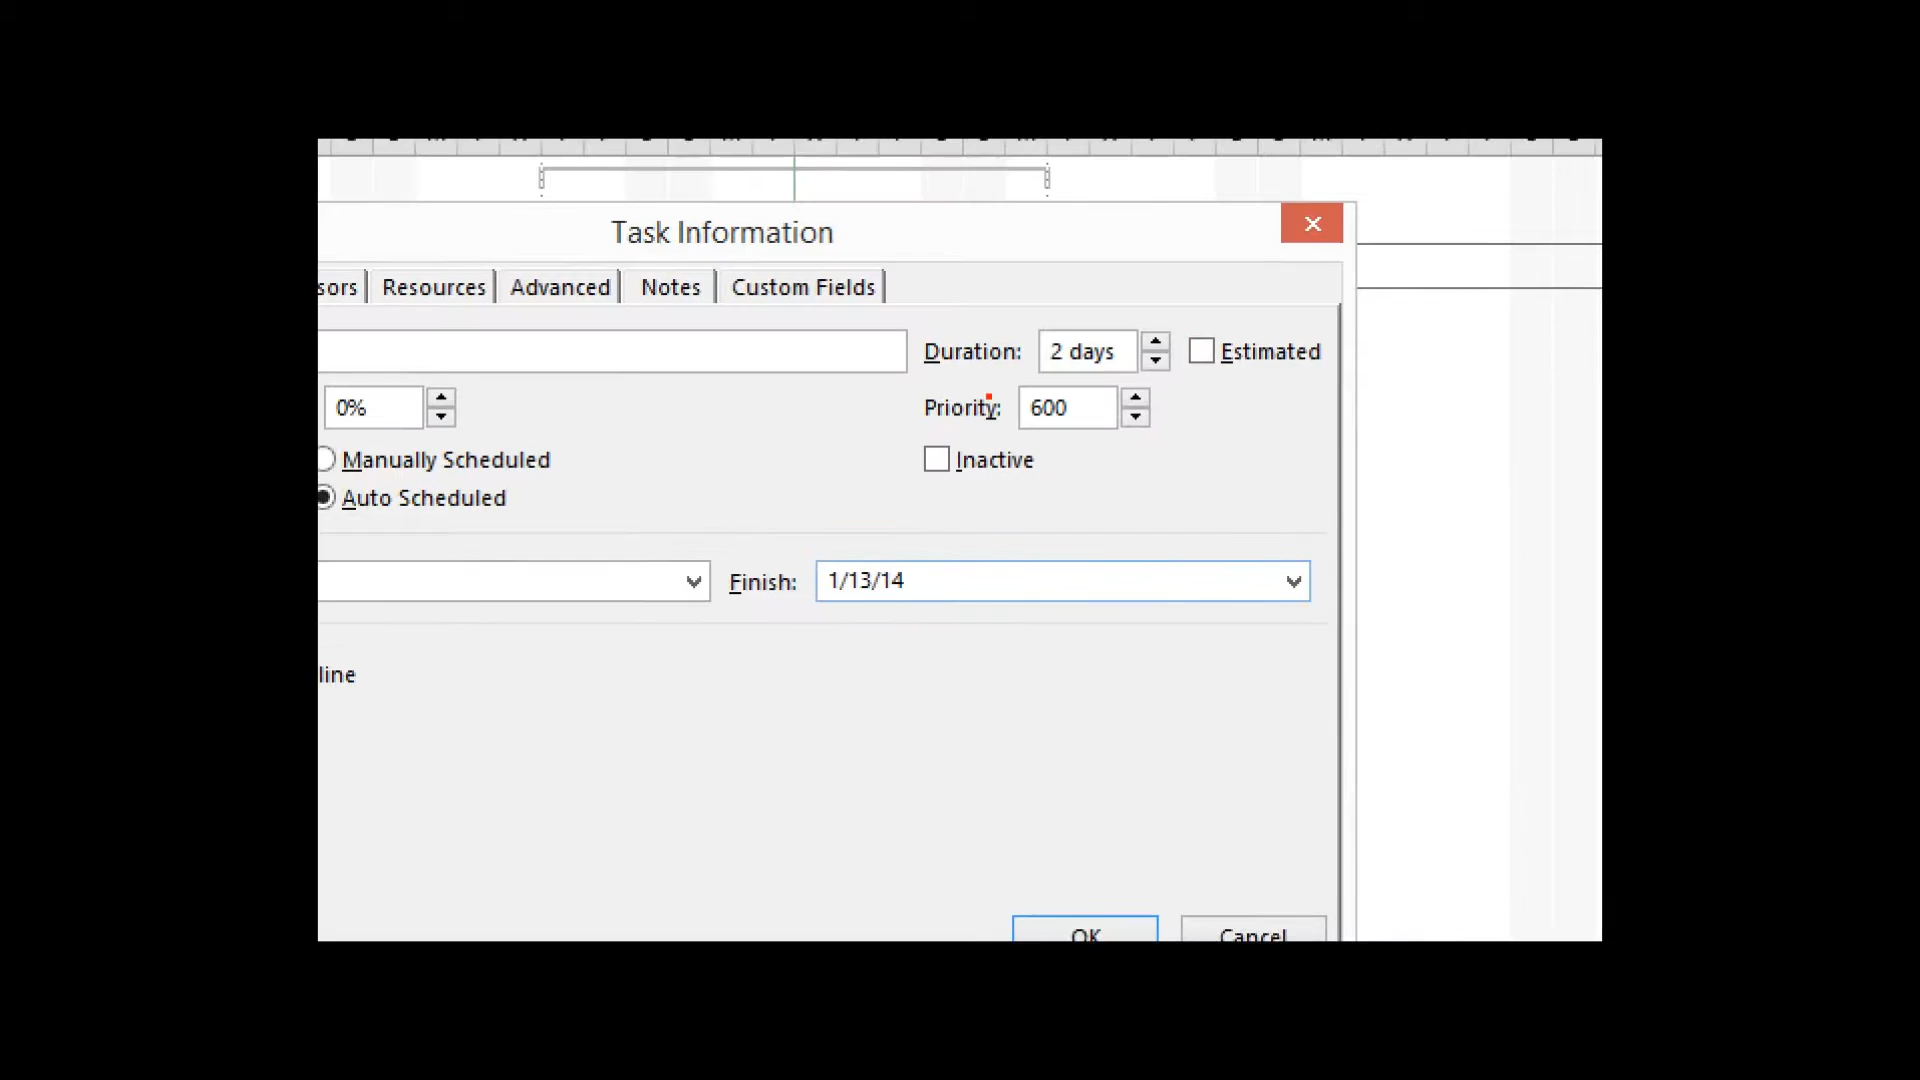 Task Information
sors Resources Advanced Notes Custom Fields
Duration: 2 days Estimated
0% Priority: 600
Manually Scheduled Inactive
Auto Scheduled
Finish: 1/13/14
line
OK Cancel